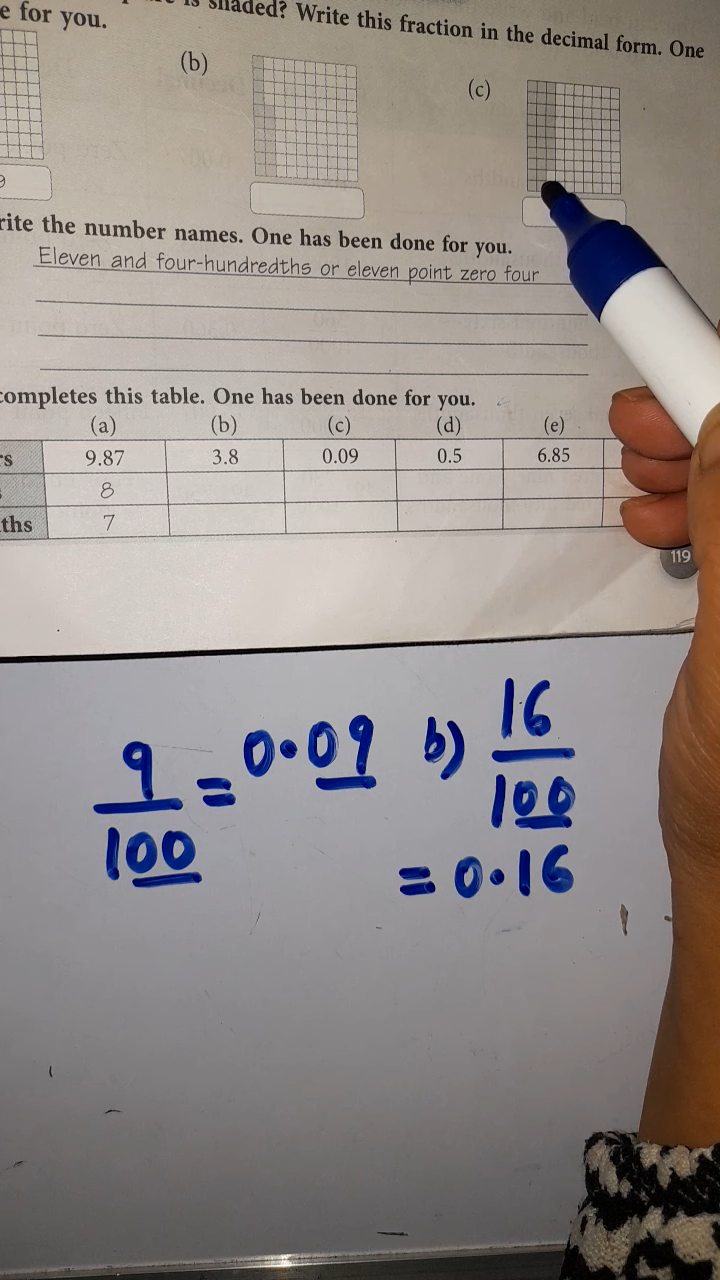 is shaded? Write this fraction in the decimal form. One
e for you.
(b)
(c)
9
rite the number names. One has been done for you.
Eleven and four-hundredths or eleven point zero four
completes this table. One has been done for you.
(a) (b) (c) (d) (e)
rs 9.87 3.8 0.09 0.5 6.85
s 8
ths 7
119
9/100 = 0.09
b) 16/100
= 0.16